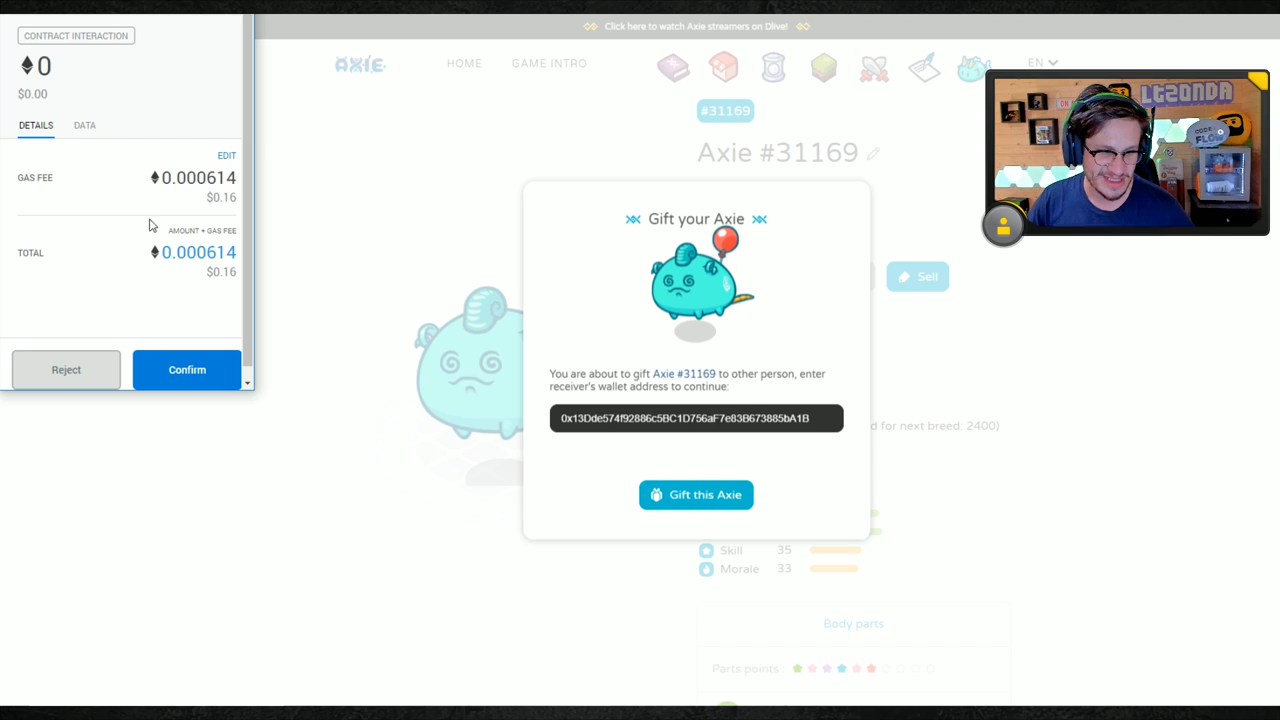 Click here to watch Axie streamers on Dlive!
AXIE
HOME
GAME INTRO
EN
CONTRACT INTERACTION
0
$0.00
DETAILS
DATA
EDIT
GAS FEE
0.000614
$0.16
AMOUNT + GAS FEE
TOTAL
0.000614
$0.16
Reject
Confirm
#31169
Axie #31169
Sell
Gift your Axie
You are about to gift Axie #31169 to other person, enter
receiver's wallet address to continue:
0x13Dde574f92886c5BC1D756aF7e83B673885bA1B
Gift this Axie
d for next breed: 2400)
Skill 35
Morale 33
Body parts
Parts points :
LTZONDA
CODE
FLOW